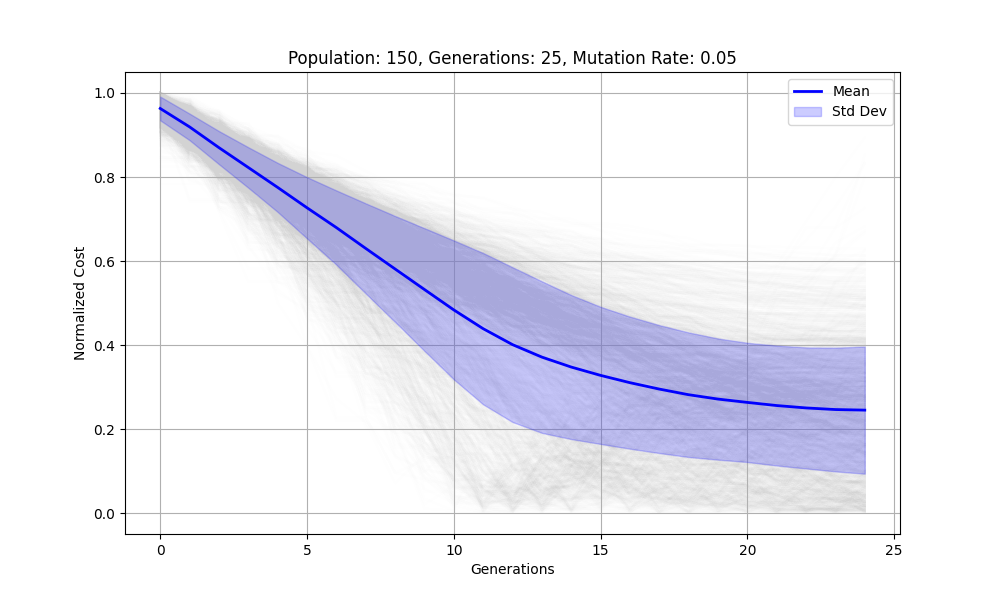 Population: 150, Generations: 25, Mutation Rate: 0.05
Mean
Std Dev
1.0
0.8
0.6
0.4
0.2
0.0
Normalized Cost
0 5 10 15 20 25
Generations